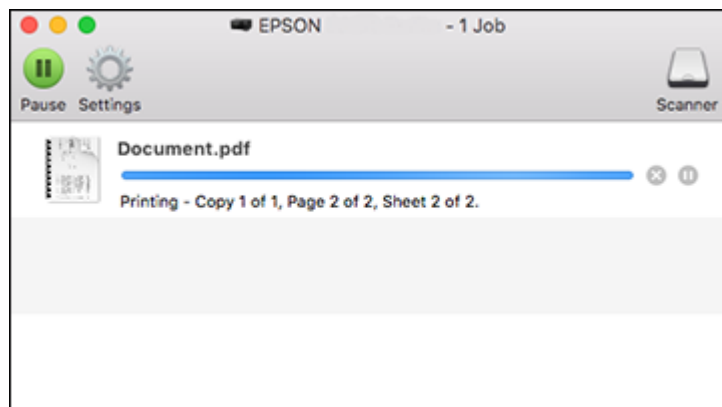 EPSON - 1 Job
Pause Settings Scanner
Document.pdf
Printing - Copy 1 of 1, Page 2 of 2, Sheet 2 of 2.